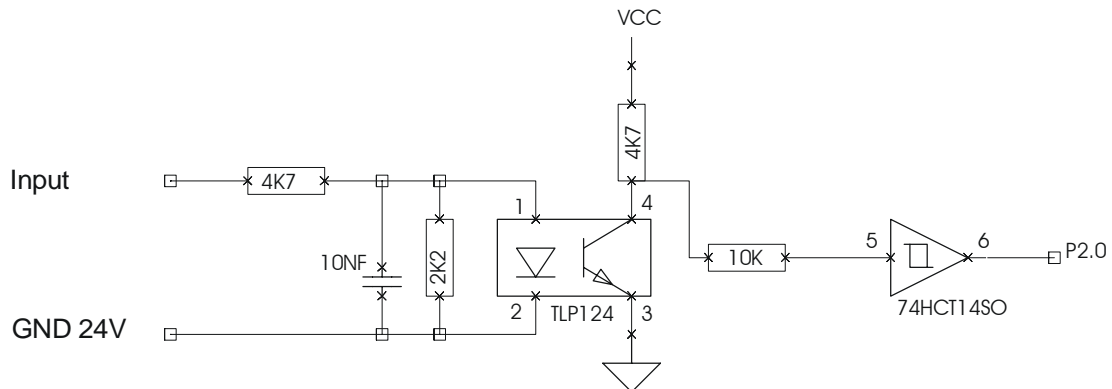 VCC
4K7
Input
4K7
1
4
10NF
2K2
10K
5
6
P2.0
GND 24V
2
TLP124
3
74HCT14SO